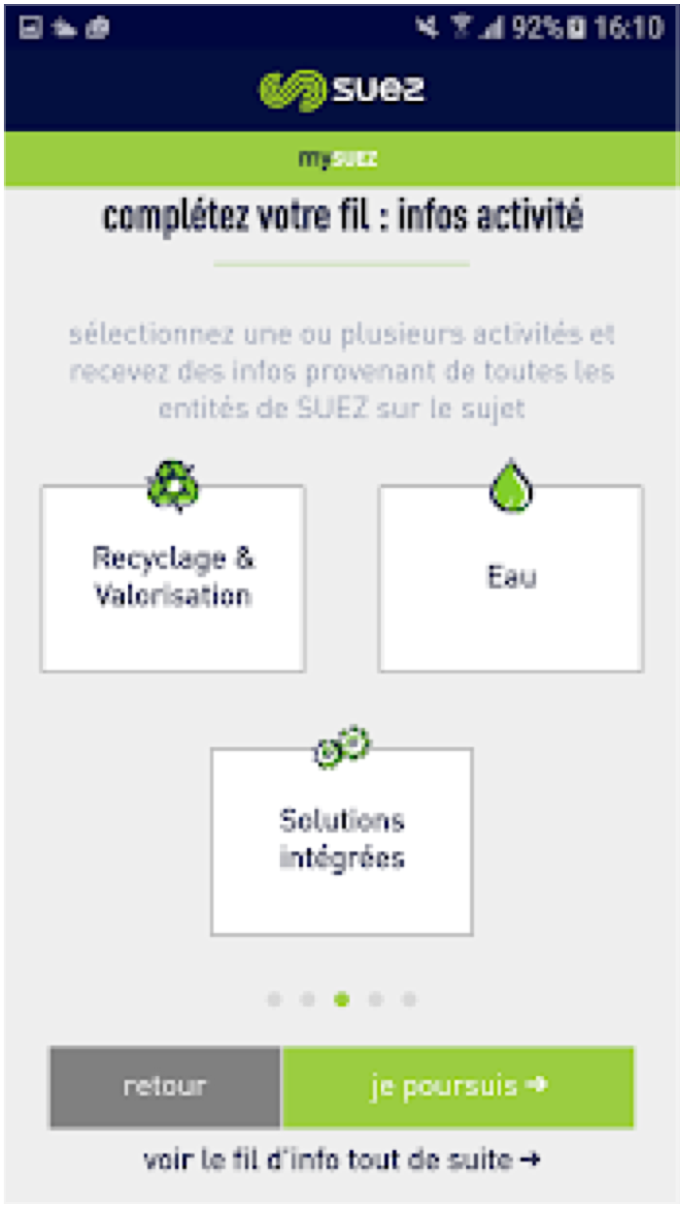 92% 16:10
suez
mysuez
complétez votre fil : infos activité
sélectionnez une ou plusieurs activités et
recevez des infos provenant de toutes les
entités de SUEZ sur le sujet
Recyclage &
Valorisation
Eau
Solutions
intégrées
retour
je poursuis →
voir le fil d'info tout de suite →